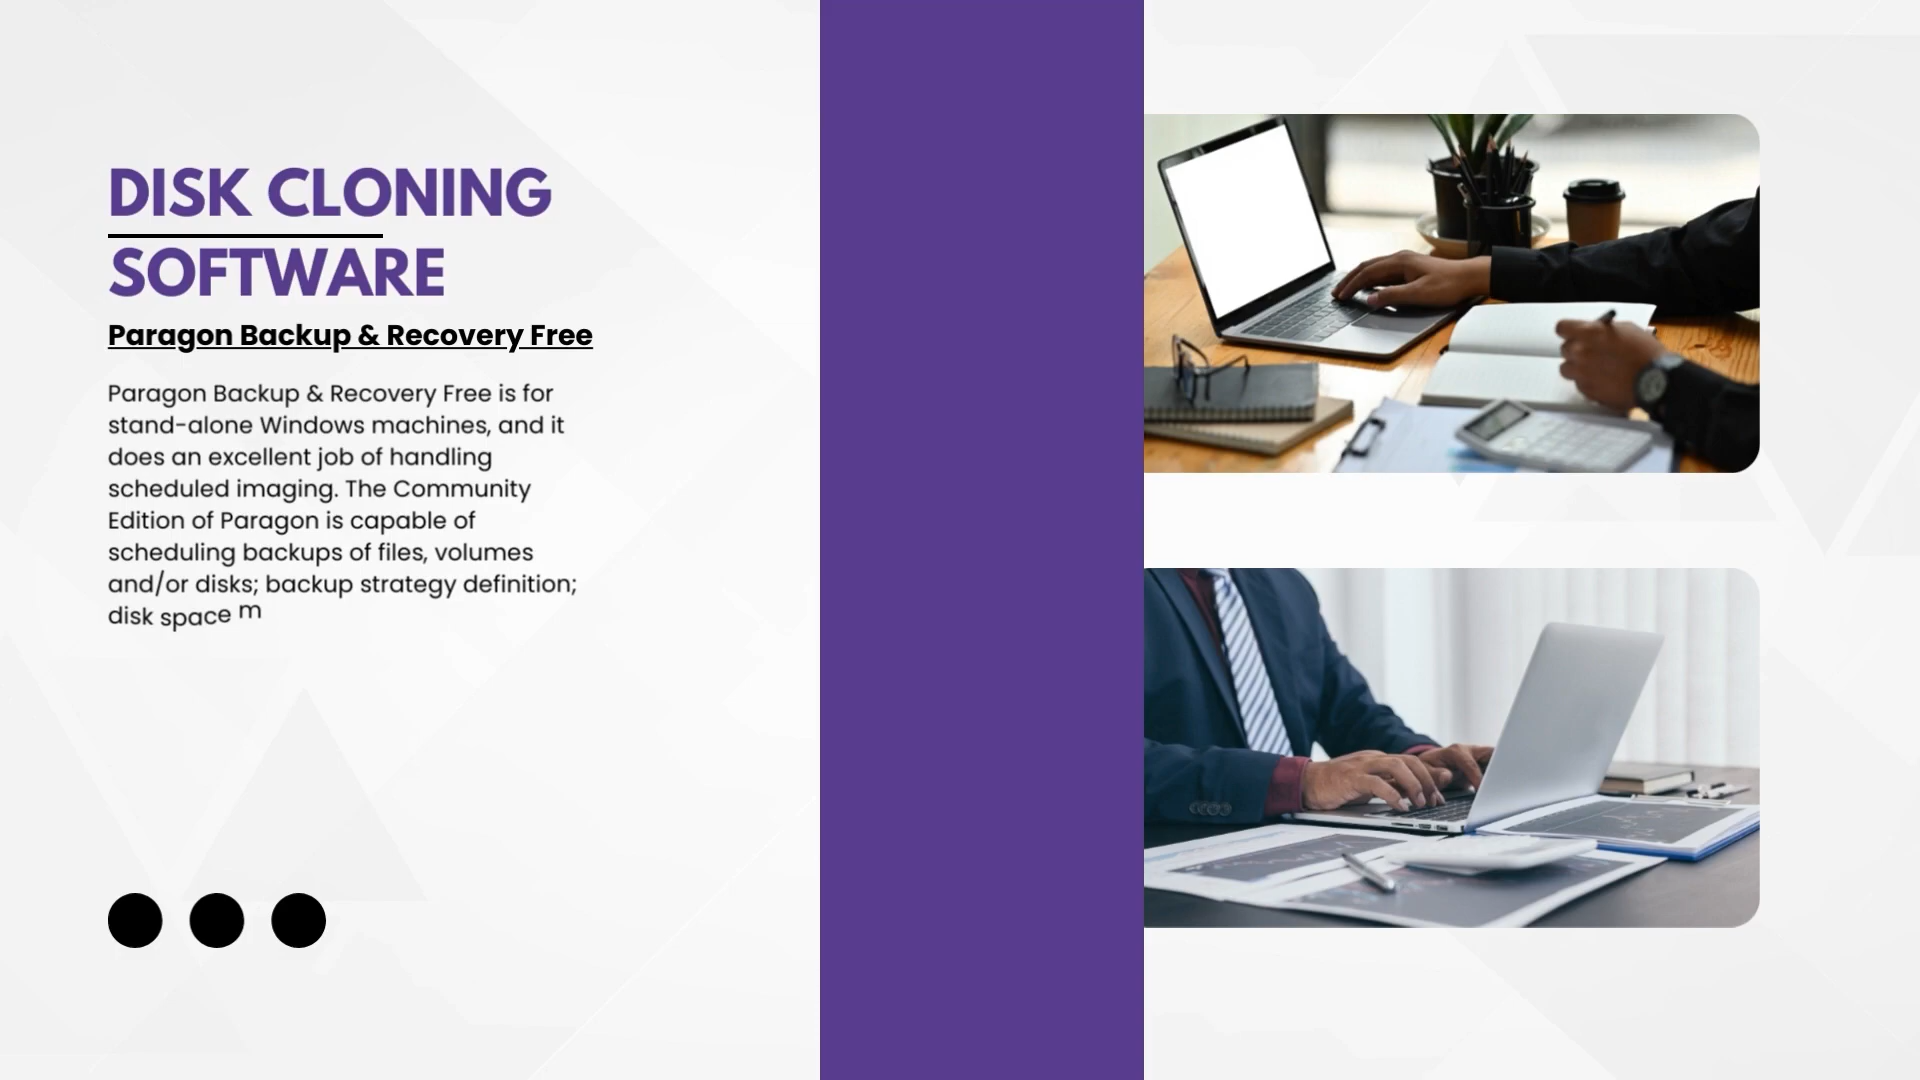 DISK CLONING
SOFTWARE
Paragon Backup & Recovery Free
Paragon Backup & Recovery Free is for
stand-alone Windows machines, and it
does an excellent job of handling
scheduled imaging. The Community
Edition of Paragon is capable of
scheduling backups of files, volumes
and/or disks; backup strategy definition;
disk space m